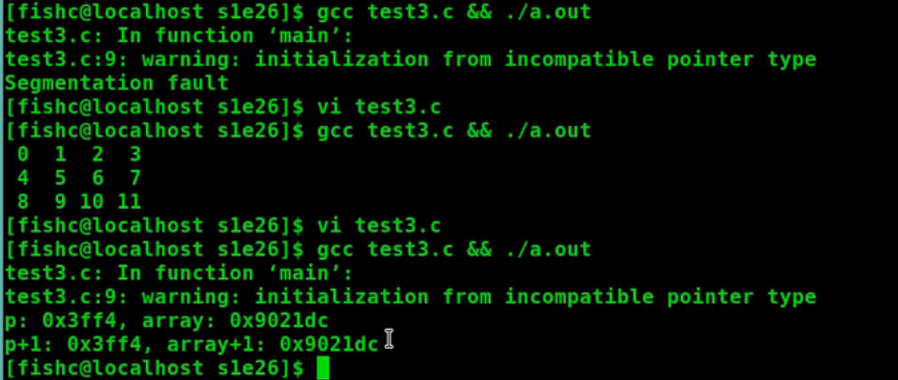 [fishc@localhost s1e26]$ gcc test3.c && ./a.out
test3.c: In function ‘main’:
test3.c:9: warning: initialization from incompatible pointer type
Segmentation fault
[fishc@localhost s1e26]$ vi test3.c
[fishc@localhost s1e26]$ gcc test3.c && ./a.out
 0  1  2  3
 4  5  6  7
 8  9 10 11
[fishc@localhost s1e26]$ vi test3.c
[fishc@localhost s1e26]$ gcc test3.c && ./a.out
test3.c: In function ‘main’:
test3.c:9: warning: initialization from incompatible pointer type
p: 0x3ff4, array: 0x9021dc
p+1: 0x3ff4, array+1: 0x9021dc
[fishc@localhost s1e26]$